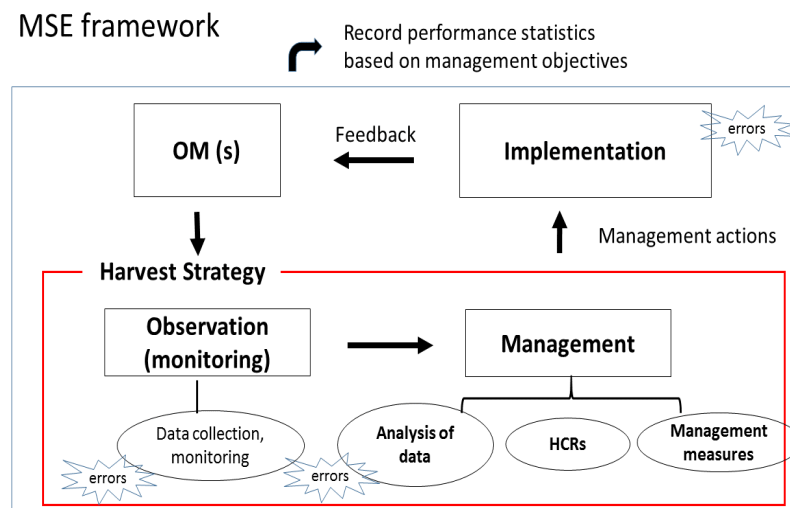 MSE framework
Record performance statistics
based on management objectives
OM (s)
Feedback
Implementation
errors
Management actions
Harvest Strategy
Observation
(monitoring)
Management
Data collection,
monitoring
errors
Analysis of
data
errors
HCRs
Management
measures